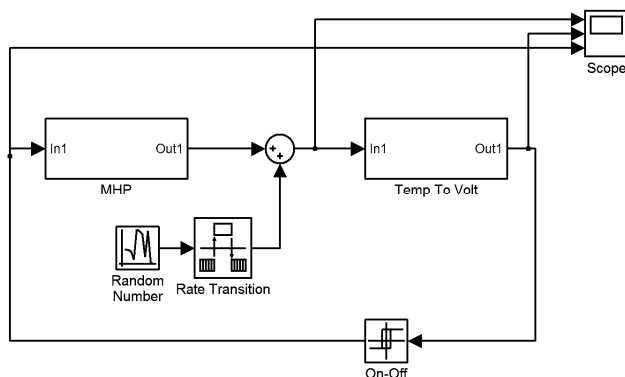 Scope
In1
Out1
MHP
In1
Out1
Temp To Volt
Random
Number
Rate Transition
On-Off